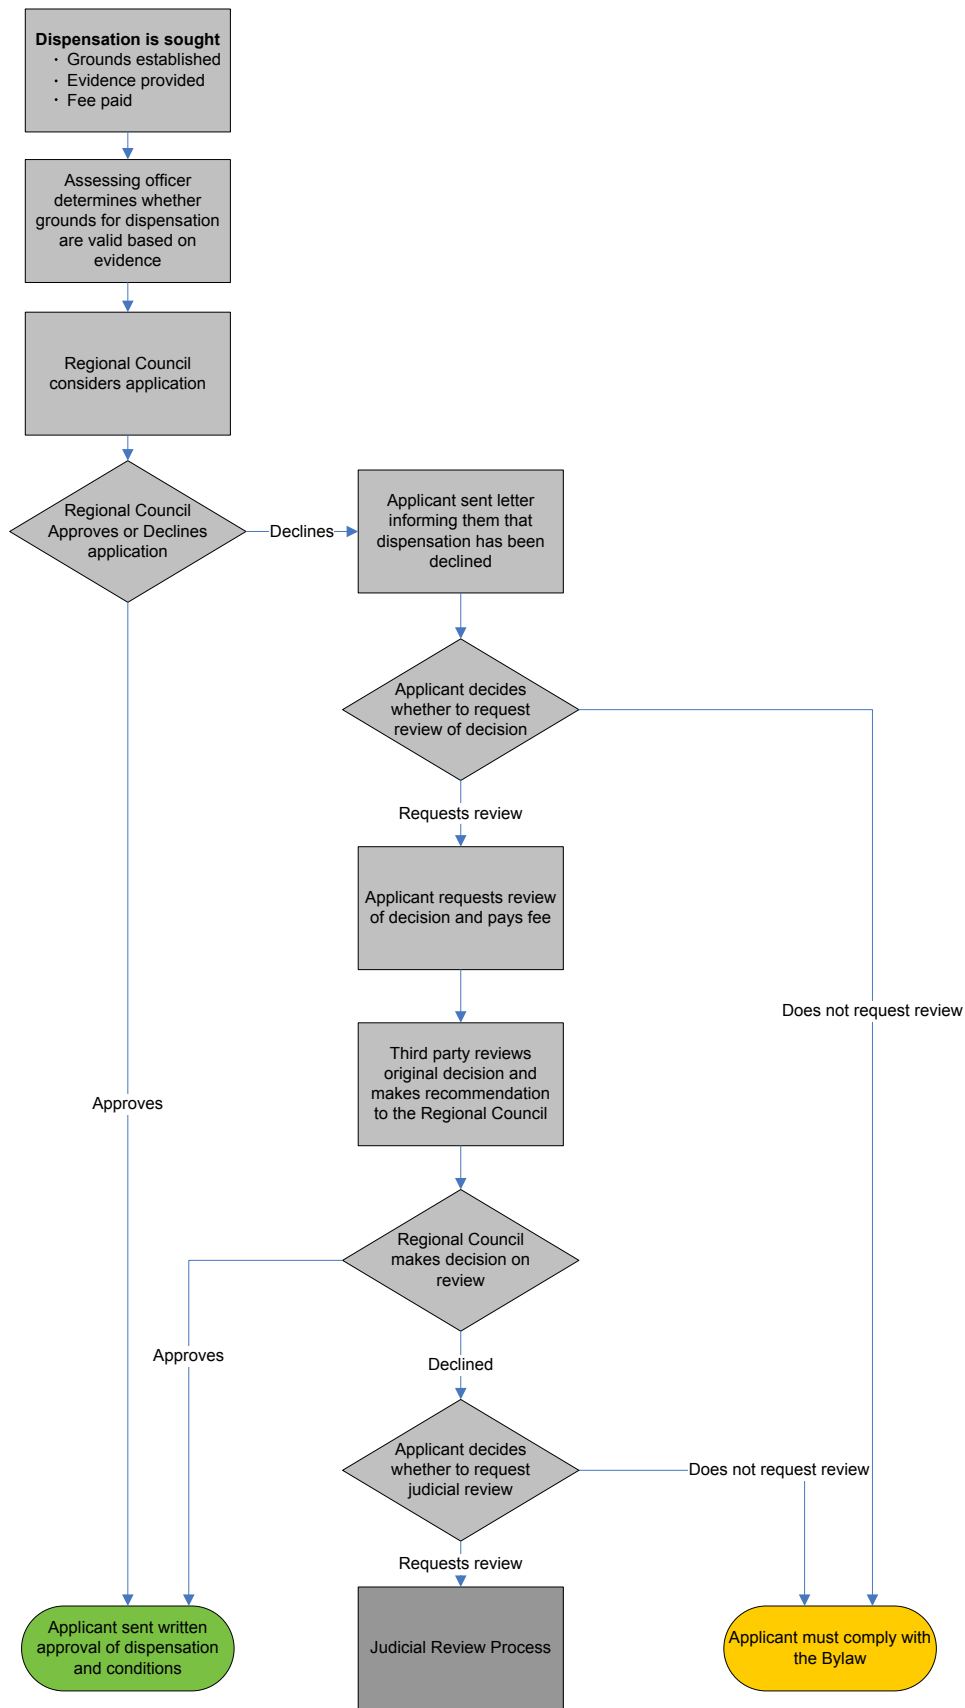 Dispensation is sought
· Grounds established
· Evidence provided
· Fee paid
Assessing officer
determines whether
grounds for dispensation
are valid based on
evidence
Regional Council
considers application
Regional Council
Approves or Declines
application
Declines
Applicant sent letter
informing them that
dispensation has been
declined
Applicant decides
whether to request
review of decision
Requests review
Applicant requests review
of decision and pays fee
Does not request review
Third party reviews
original decision and
makes recommendation
to the Regional Council
Approves
Regional Council
makes decision on
review
Approves
Declined
Applicant decides
whether to request
judicial review
Does not request review
Requests review
Applicant sent written
approval of dispensation
and conditions
Judicial Review Process
Applicant must comply with
the Bylaw